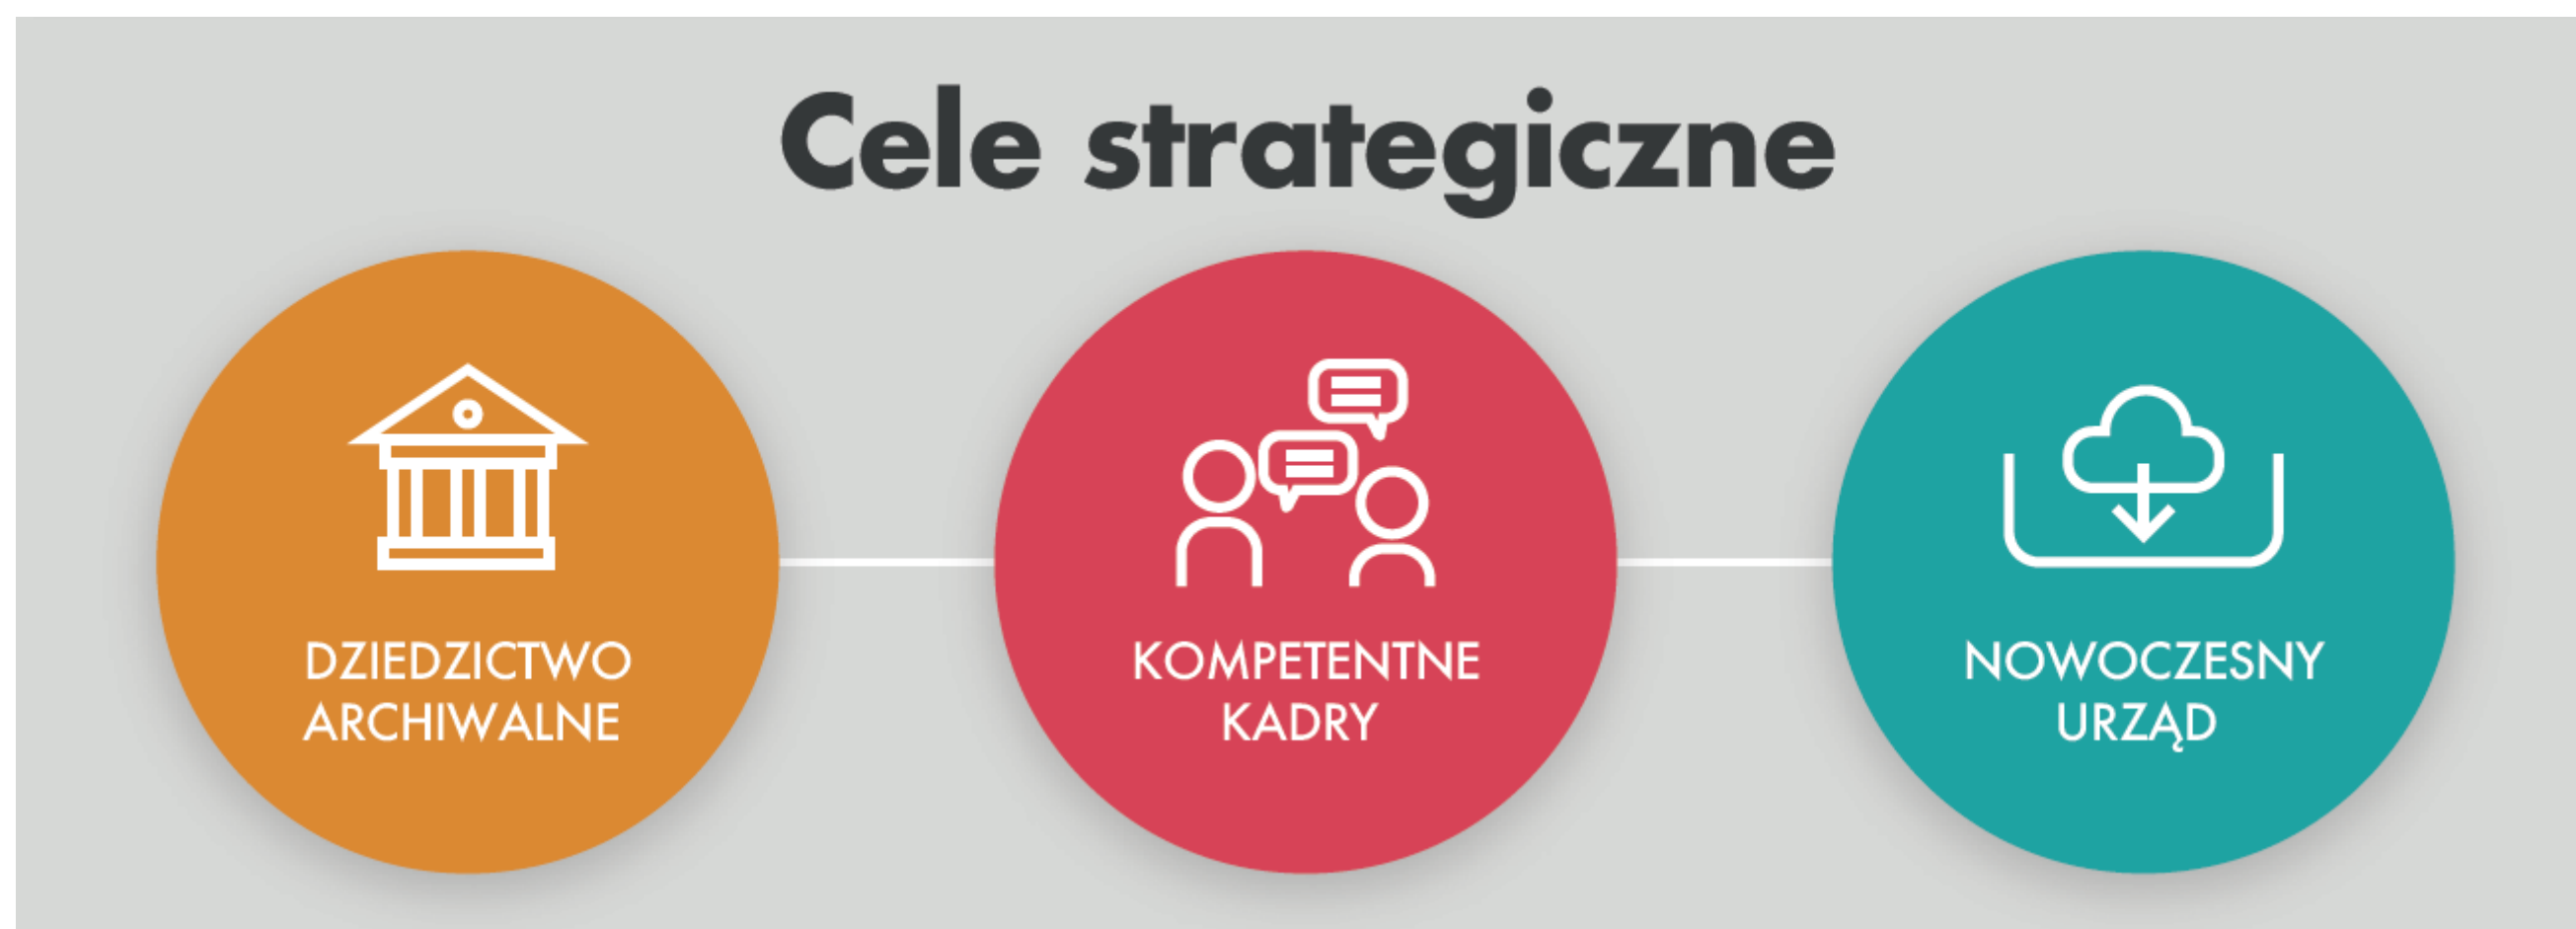 Cele strategiczne
DZIEDZICTWO
ARCHIWALNE
KOMPETENTNE
KADRY
NOWOCZESNY
URZĄD